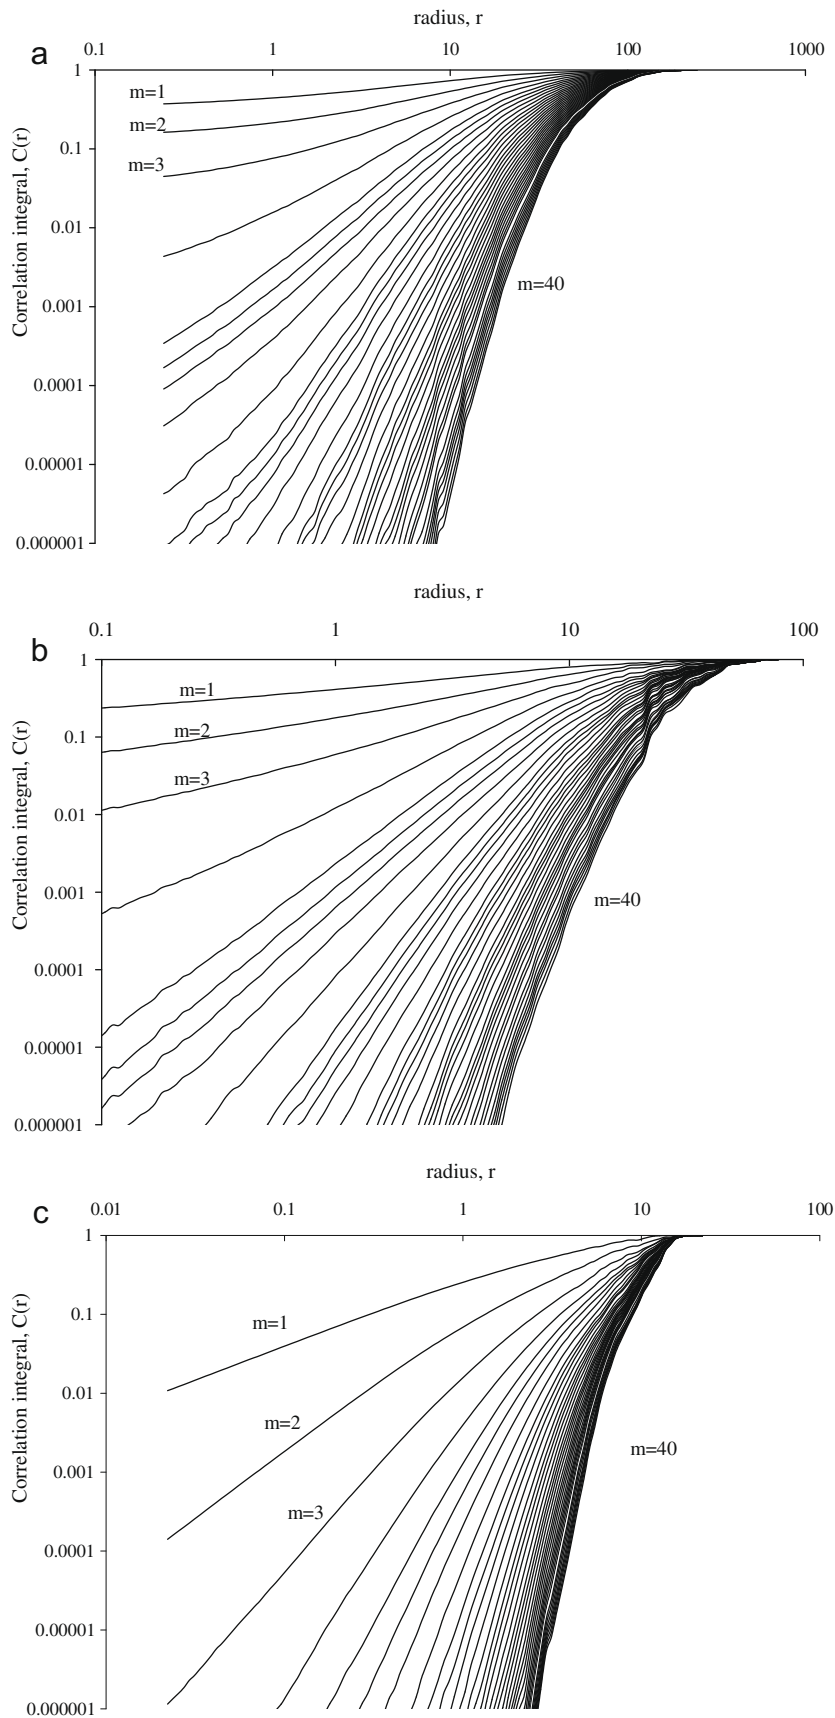 radius, r
a
0.1 1 10 100 1000
1
m=1
m=2
0.1
m=3
0.01
m=40
0.001
0.0001
0.00001
0.000001
Correlation integral, C(r)
radius, r
b
0.1 1 10 100
1
m=1
m=2
0.1
m=3
0.01
0.001
m=40
0.0001
0.00001
0.000001
Correlation integral, C(r)
radius, r
c
0.01 0.1 1 10 100
1
0.1
m=1
0.01
m=2
m=40
0.001
m=3
0.0001
0.00001
0.000001
Correlation integral, C(r)